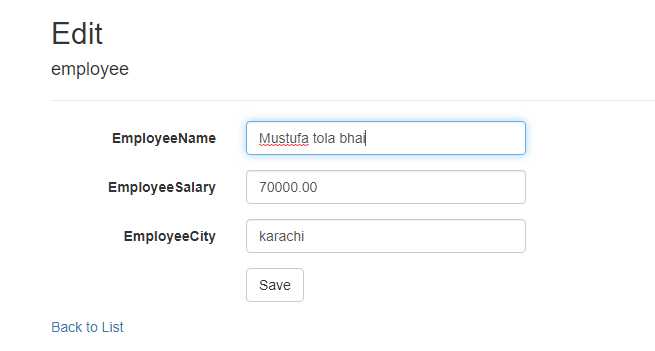 Edit
employee
EmployeeName Mustufa tola bhai
EmployeeSalary 70000.00
EmployeeCity karachi
Save
Back to List